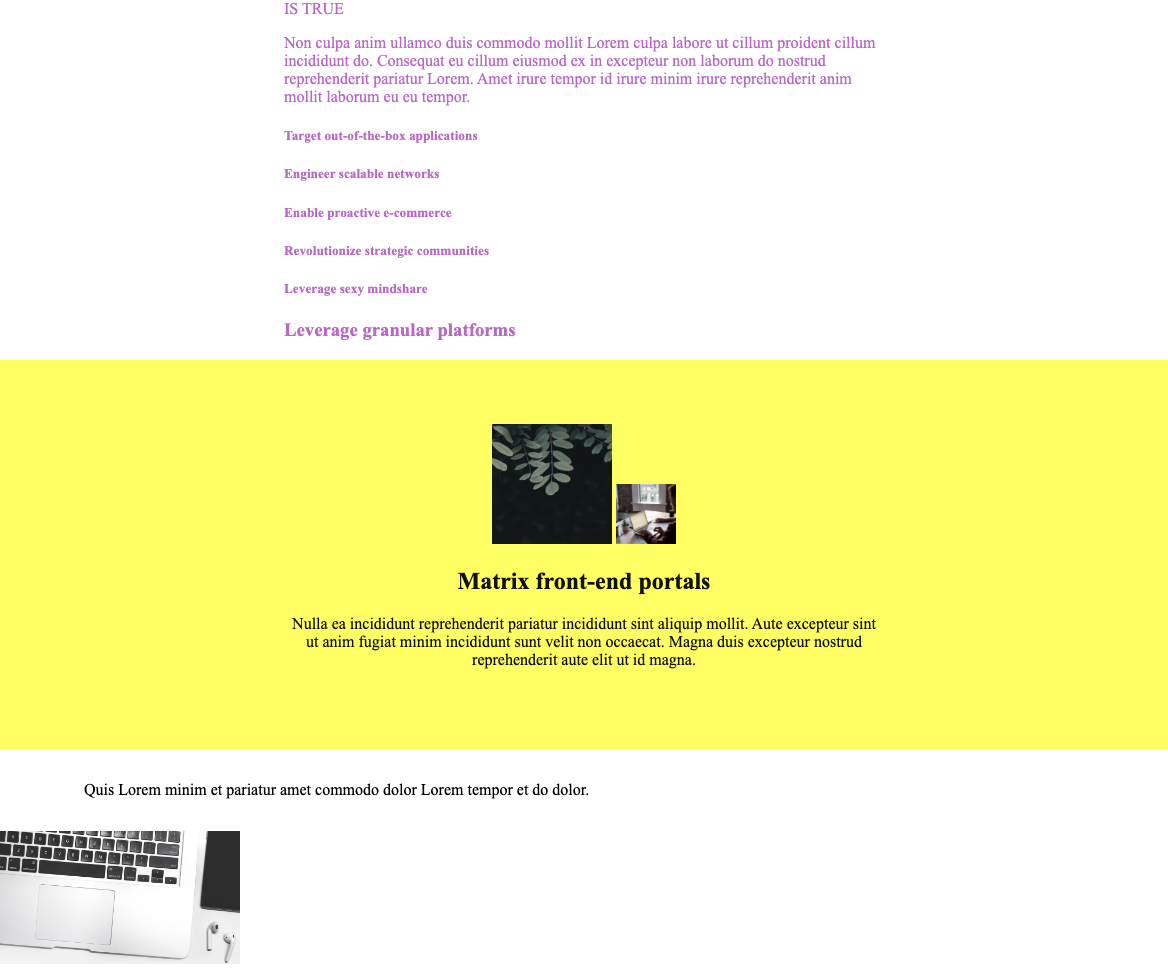 IS TRUE
Non culpa anim ullamco duis commodo mollit Lorem culpa labore ut cillum proident cillum
incididunt do. Consequat eu cillum eiusmod ex in excepteur non laborum do nostrud
reprehenderit pariatur Lorem. Amet irure tempor id irure minim irure reprehenderit anim
mollit laborum eu eu tempor.
Target out-of-the-box applications
Engineer scalable networks
Enable proactive e-commerce
Revolutionize strategic communities
Leverage sexy mindshare
Leverage granular platforms
Matrix front-end portals
Nulla ea incididunt reprehenderit pariatur incididunt sint aliquip mollit. Aute excepteur sint
ut anim fugiat minim incididunt sunt velit non occaecat. Magna duis excepteur nostrud
reprehenderit aute elit ut id magna.
Quis Lorem minim et pariatur amet commodo dolor Lorem tempor et do dolor.